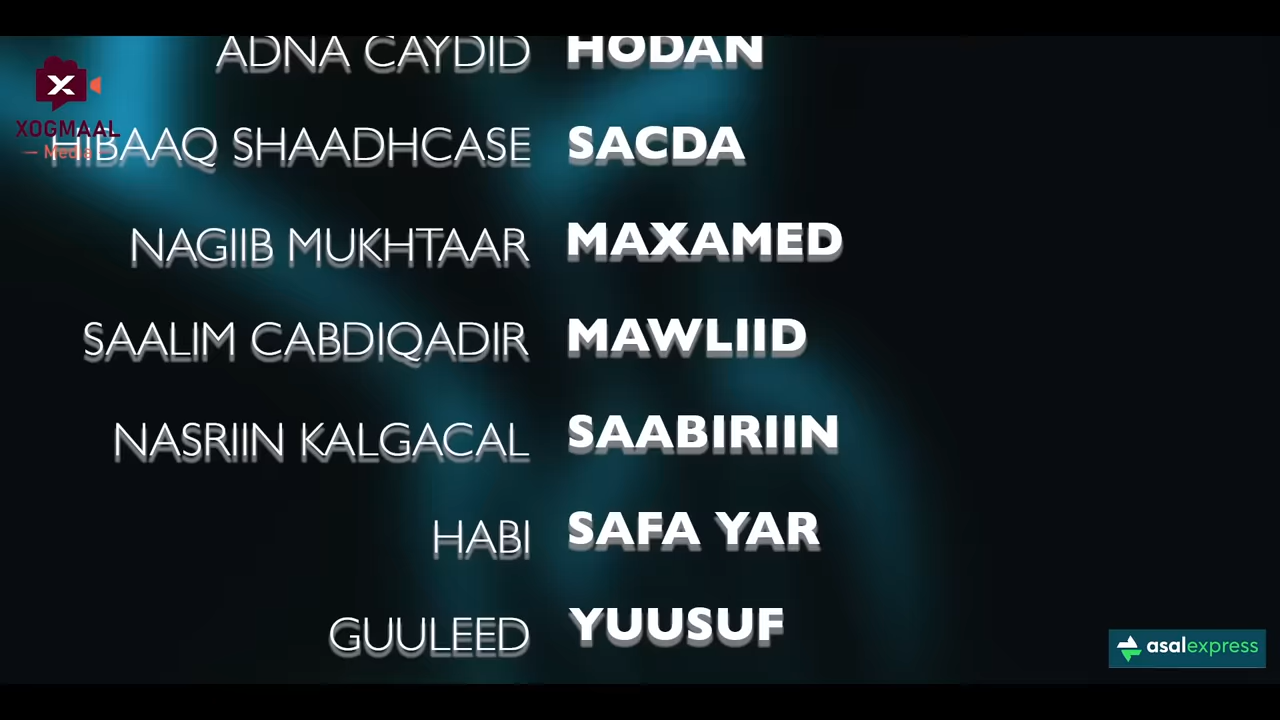 ADNA CAYDID HODAN
XOGMAAL
Media
HIBAAQ SHAADHCASE SACDA
NAGIIB MUKHTAAR MAXAMED
SAALIM CABDIQADIR MAWLIID
NASRIIN KALGACAL SAABIRIIN
HABI SAFA YAR
GUULEED YUUSUF
asalexpress